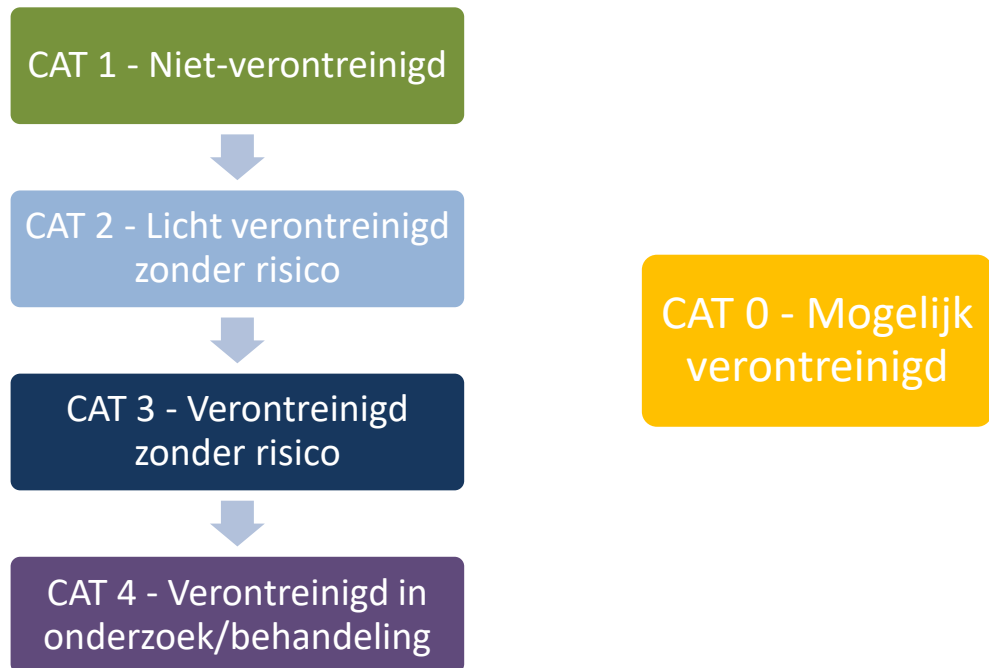 CAT 1 - Niet-verontreinigd
CAT 2 - Licht verontreinigd
zonder risico
CAT 3 - Verontreinigd
zonder risico
CAT 4 - Verontreinigd in
onderzoek/behandeling
CAT 0 - Mogelijk
verontreinigd